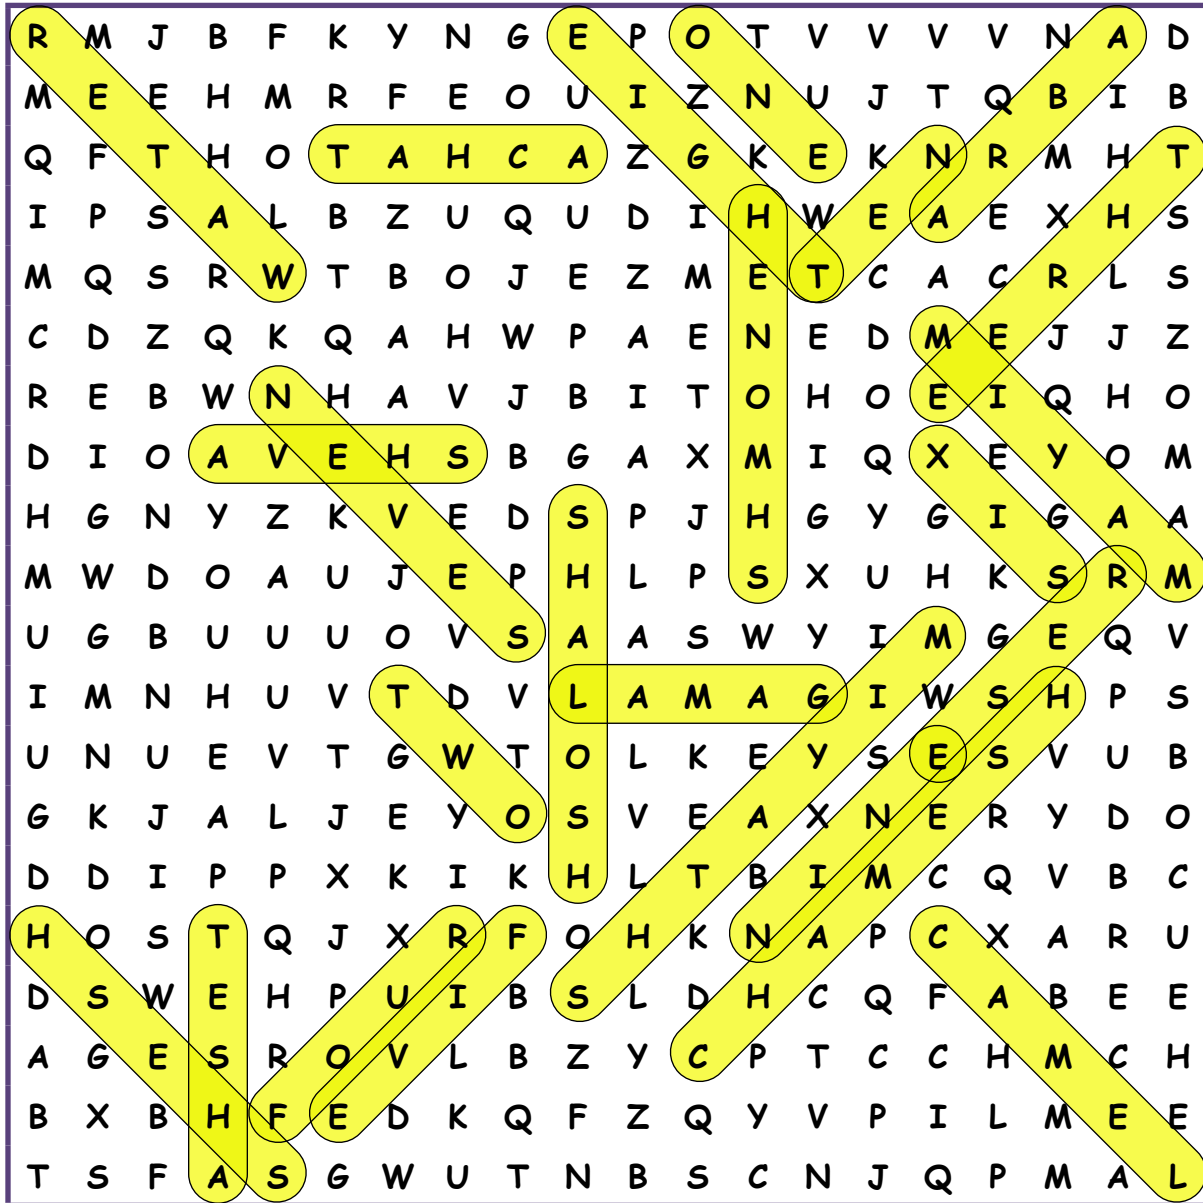 R M J B F K Y N G E P O T V V V V N A D
M E E H M R F E O U I Z N U J T Q B I B
Q F T H O T A H C A Z G K E K N R M H T
I P S A L B Z U Q U D I H W E A E X H S
M Q S R W T B O J E Z M E T C A C R L S
C D Z Q K Q A H W P A E N E D M E J J Z
R E B W N H A V J B I T O H O E I Q H O
D I O A V E H S B G A X M I Q X E Y O M
H G N Y Z K V E D S P J H G Y G I G A A
M W D O A U J E P H L P S X U H K S R M
U G B U U U O V S A A S W Y I M G E Q V
I M N H U V T D V L A M A G I W S H P S
U N U E V T G W T O L K E Y S E S V U B
G K J A L J E Y O S V E A X N E R Y D O
D D I P P X K I K H L T B I M C Q V B C
H O S T Q J X R F O H K N A P C X A R U
D S W E H P U I B S L D H C Q F A B E E
A G E S R O V L B Z Y C P T C C H M C H
B X B H F E D K Q F Z Q Y V P I L M E E
T S F A S G W U T N B S C N J Q P M A L